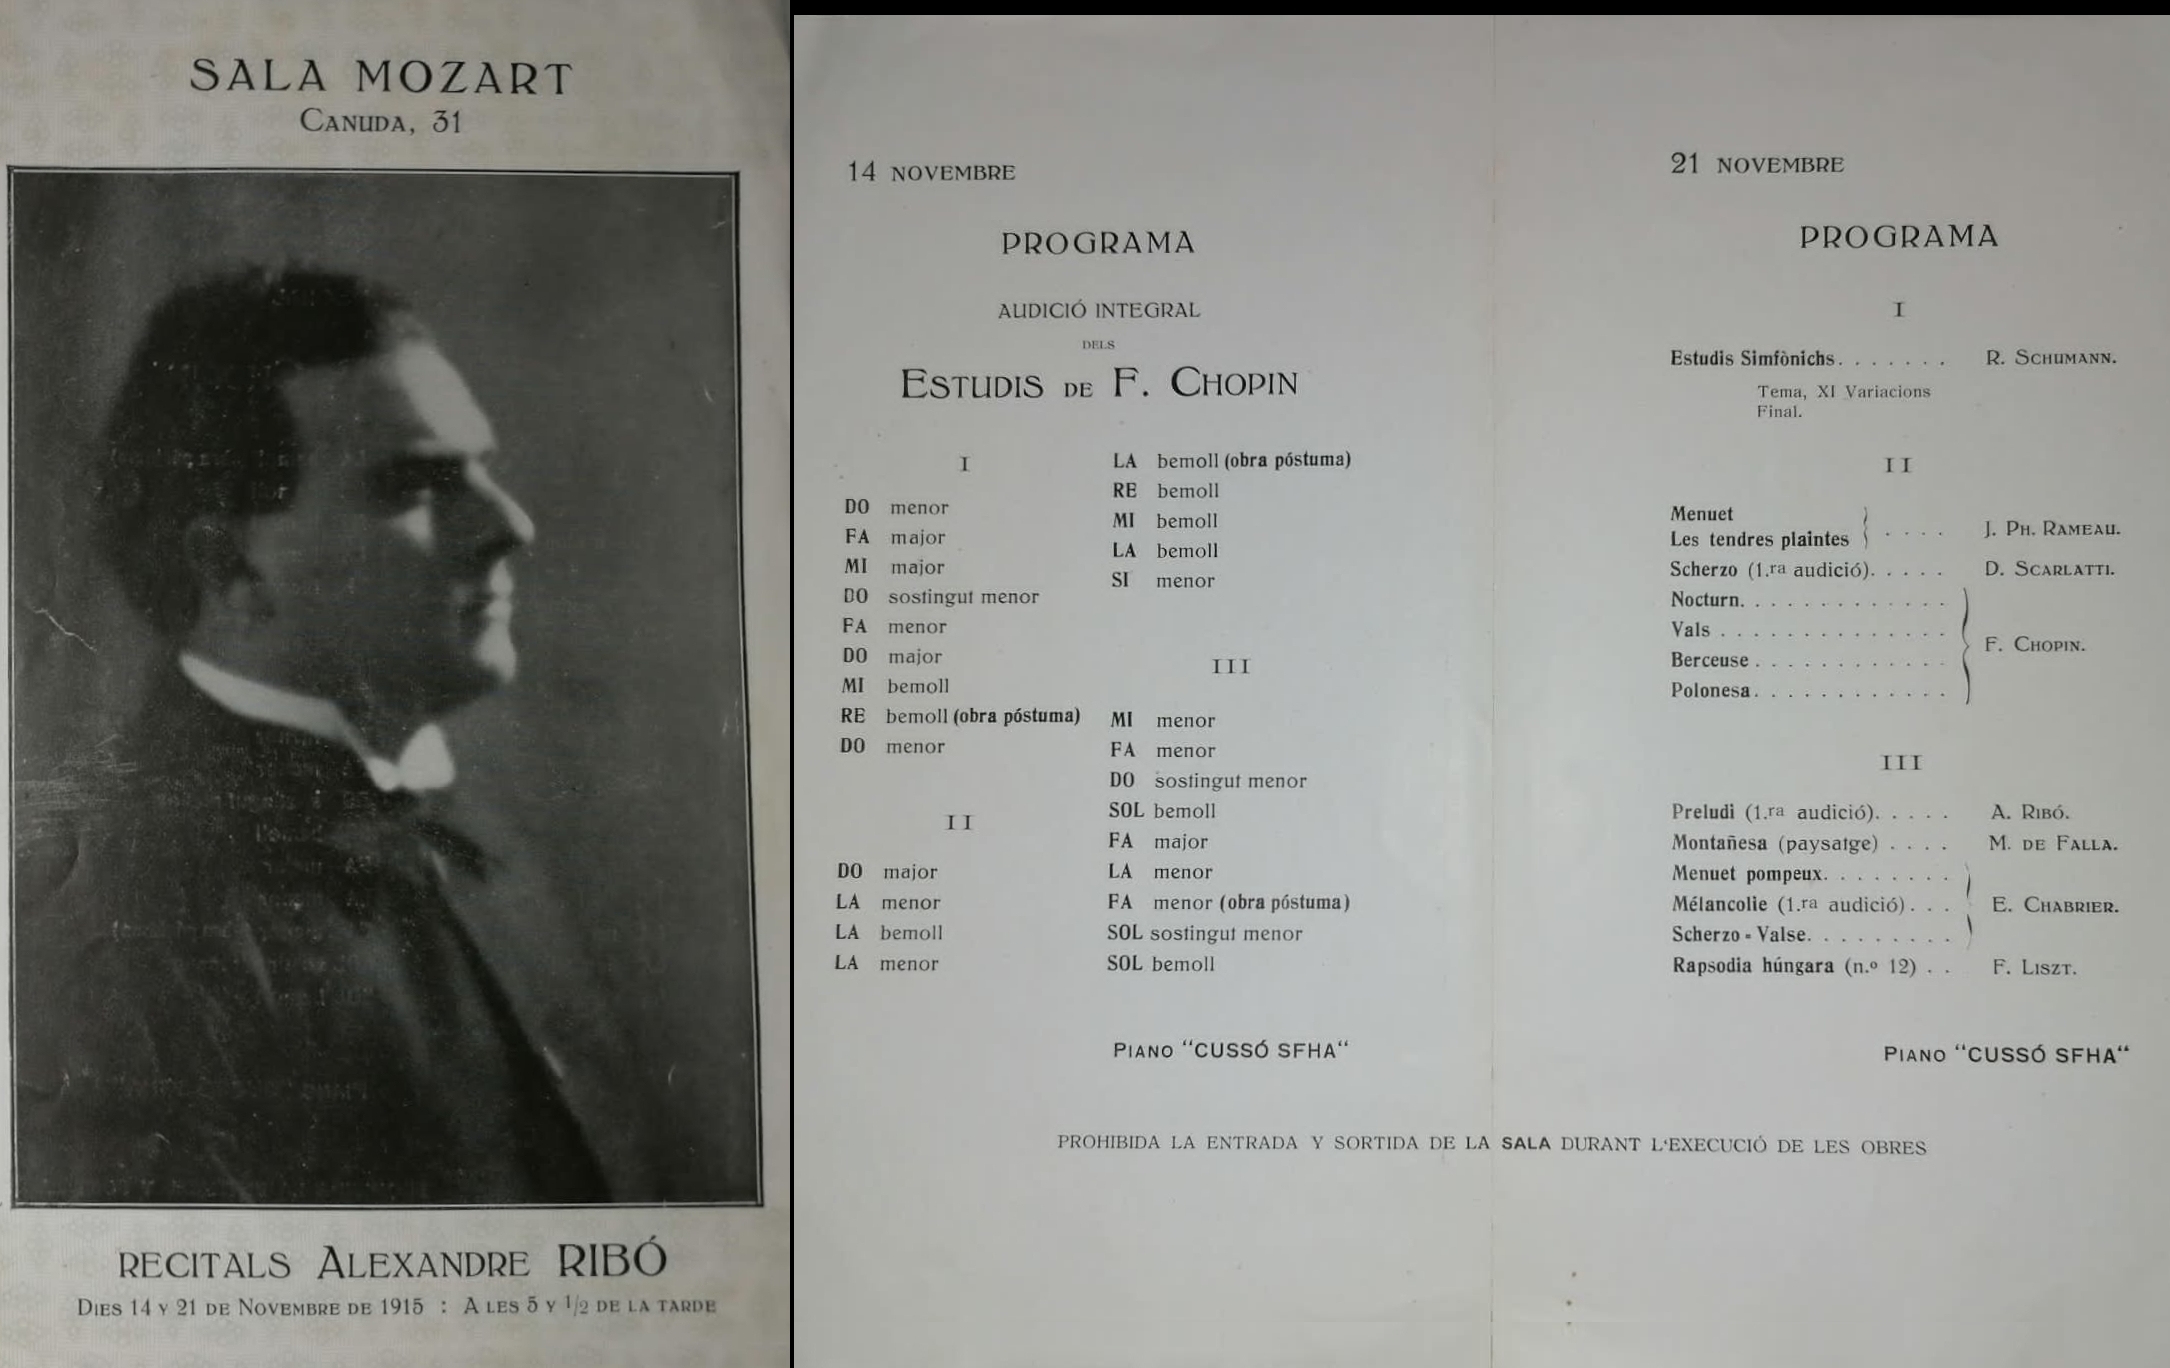 SALA MOZART
CANUDA, 31
RECITALS ALEXANDRE RIBÓ
DIES 14 Y 21 DE NOVEMBRE DE 1915 : A LES 5 Y 1/2 DE LA TARDE
14 NOVEMBRE
PROGRAMA
AUDICIÓ INTEGRAL
DELS
ESTUDIS DE F. CHOPIN
I
DO menor
FA major
MI major
DO sostingut menor
FA menor
DO major
MI bemoll
RE bemoll (obra póstuma)
DO menor
II
DO major
LA menor
LA bemoll
LA menor
LA bemoll (obra póstuma)
RE bemoll
MI bemoll
LA bemoll
SI menor
III
MI menor
FA menor
DO sostingut menor
SOL bemoll
FA major
LA menor
FA menor (obra póstuma)
SOL sostingut menor
SOL bemoll
PIANO "CUSSÓ SFHA"
21 NOVEMBRE
PROGRAMA
I
Estudis Simfònichs. . . . . . . R. SCHUMANN.
Tema, XI Variacions
Final.
II
Menuet
Les tendres plaintes . . . . J. PH. RAMEAU.
Scherzo (1.ra audició). . . . . D. SCARLATTI.
Nocturn. . . . . . . . . . . . .
Vals . . . . . . . . . . . . . .
F. CHOPIN.
Berceuse . . . . . . . . . . . .
Polonesa. . . . . . . . . . . .
III
Preludi (1.ra audició). . . . . A. RIBÓ.
Montañesa (paysatge) . . . . M. DE FALLA.
Menuet pompeux. . . . . . . .
Mélancolie (1.ra audició). . . E. CHABRIER.
Scherzo - Valse. . . . . . . . .
Rapsodia húngara (n.º 12) . . F. LISZT.
PIANO "CUSSÓ SFHA"
PROHIBIDA LA ENTRADA Y SORTIDA DE LA SALA DURANT L'EXECUCIÓ DE LES OBRES